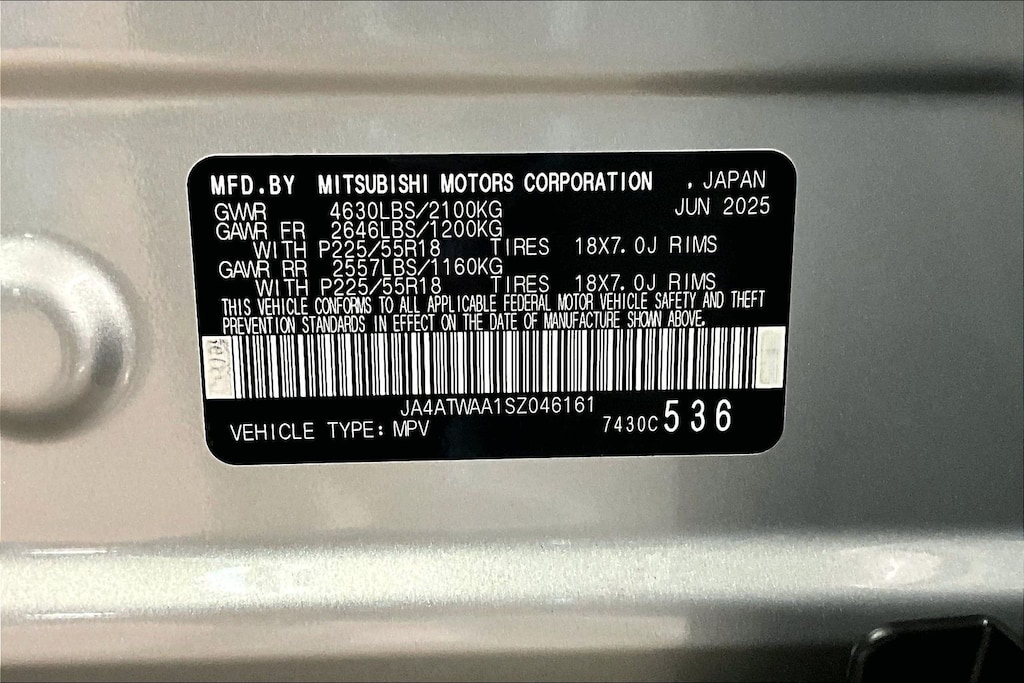 MFD.BY MITSUBISHI MOTORS CORPORATION , JAPAN
GVWR 4630LBS/2100KG JUN 2025
GAWR FR 2646LBS/1200KG
WITH P225/55R18 TIRES 18X7.0J RIMS
GAWR RR 2557LBS/1160KG
WITH P225/55R18 TIRES 18X7.0J RIMS
THIS VEHICLE CONFORMS TO ALL APPLICABLE FEDERAL MOTOR VEHICLE SAFETY AND THEFT
PREVENTION STANDARDS IN EFFECT ON THE DATE OF MANUFACTURE SHOWN ABOVE.
JA4ATWAA1SZ046161
VEHICLE TYPE: MPV 7430C 536